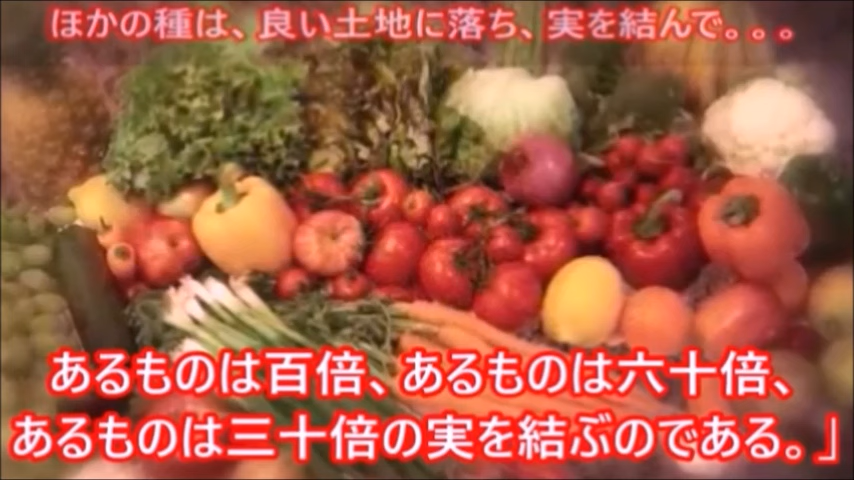 ほかの種は、良い土地に落ち、実を結んで。。。
あるものは百倍、あるものは六十倍、
あるものは三十倍の実を結ぶのである。」